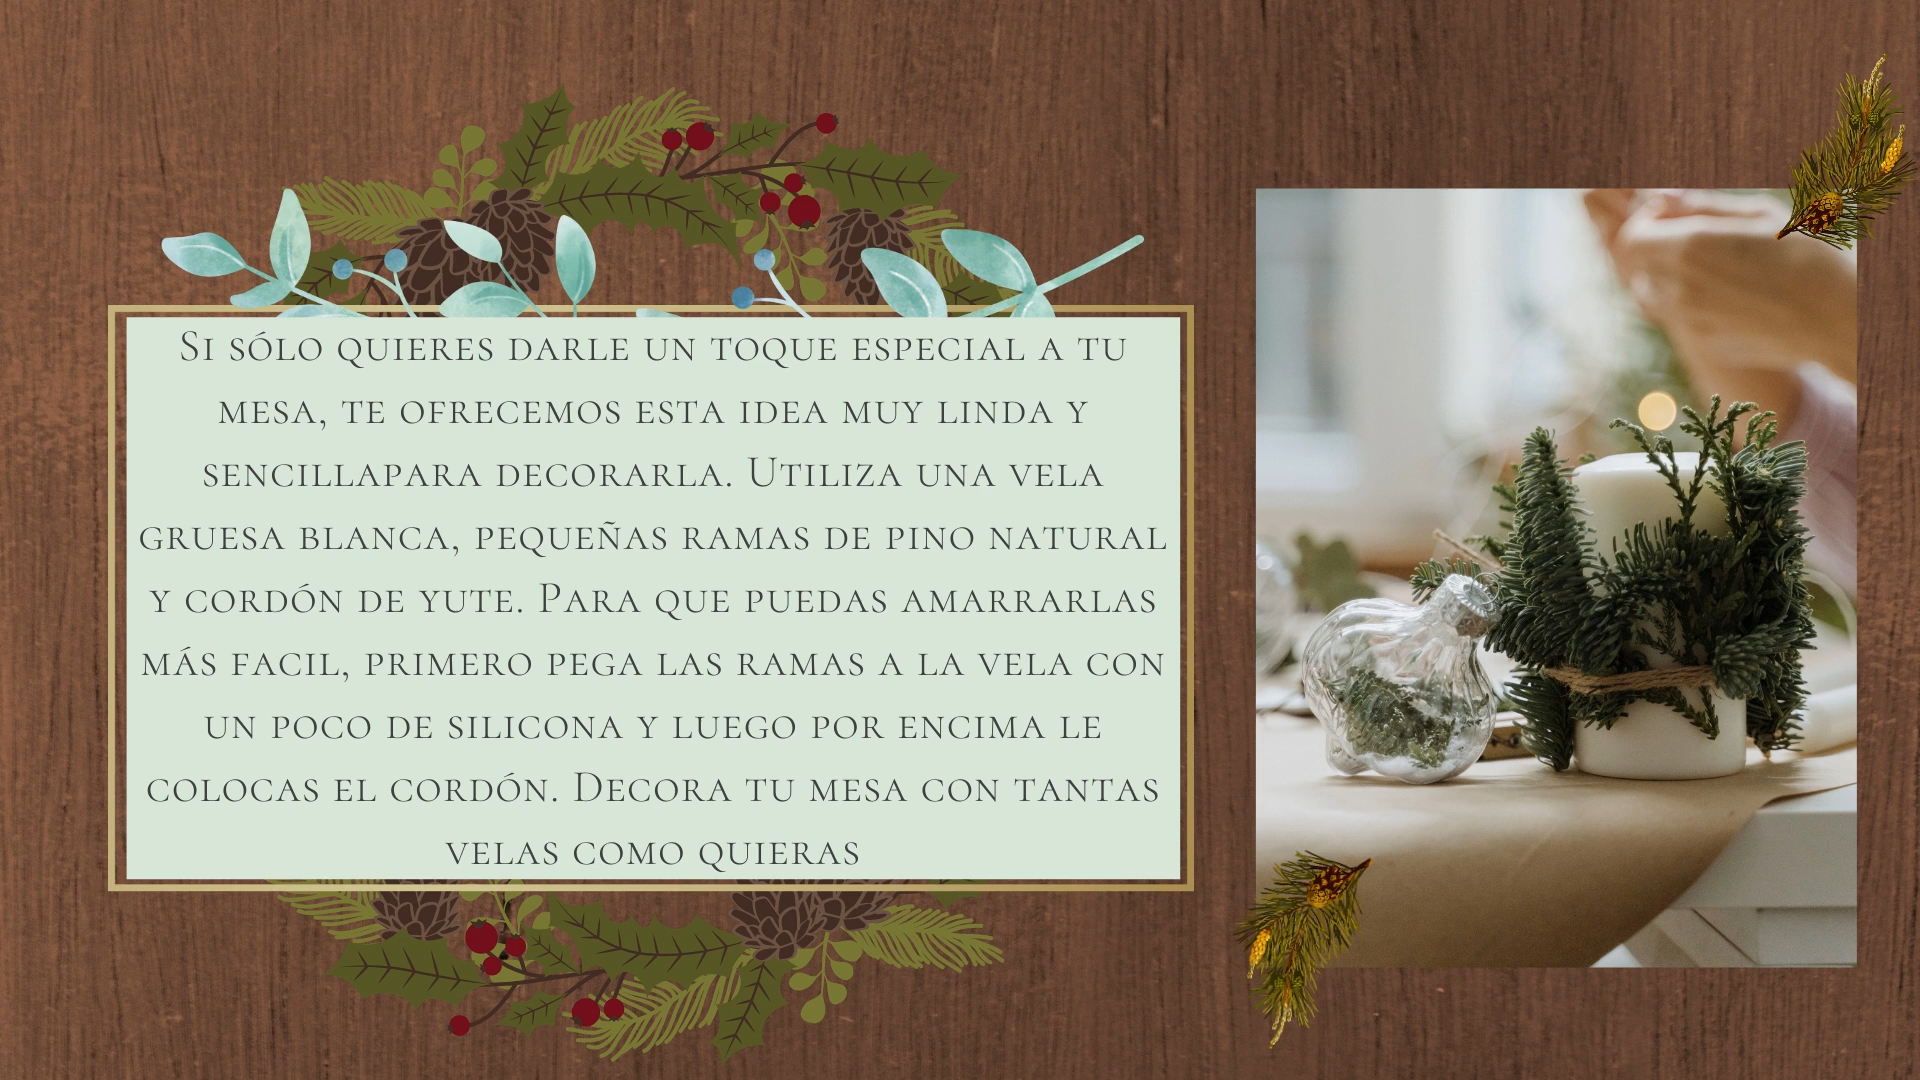 Si sólo quieres darle un toque especial a tu
mesa, te ofrecemos esta idea muy linda y
sencillapara decorarla. Utiliza una vela
gruesa blanca, pequeñas ramas de pino natural
y cordón de yute. Para que puedas amarrarlas
más facil, primero pega las ramas a la vela con
un poco de silicona y luego por encima le
colocas el cordón. Decora tu mesa con tantas
velas como quieras